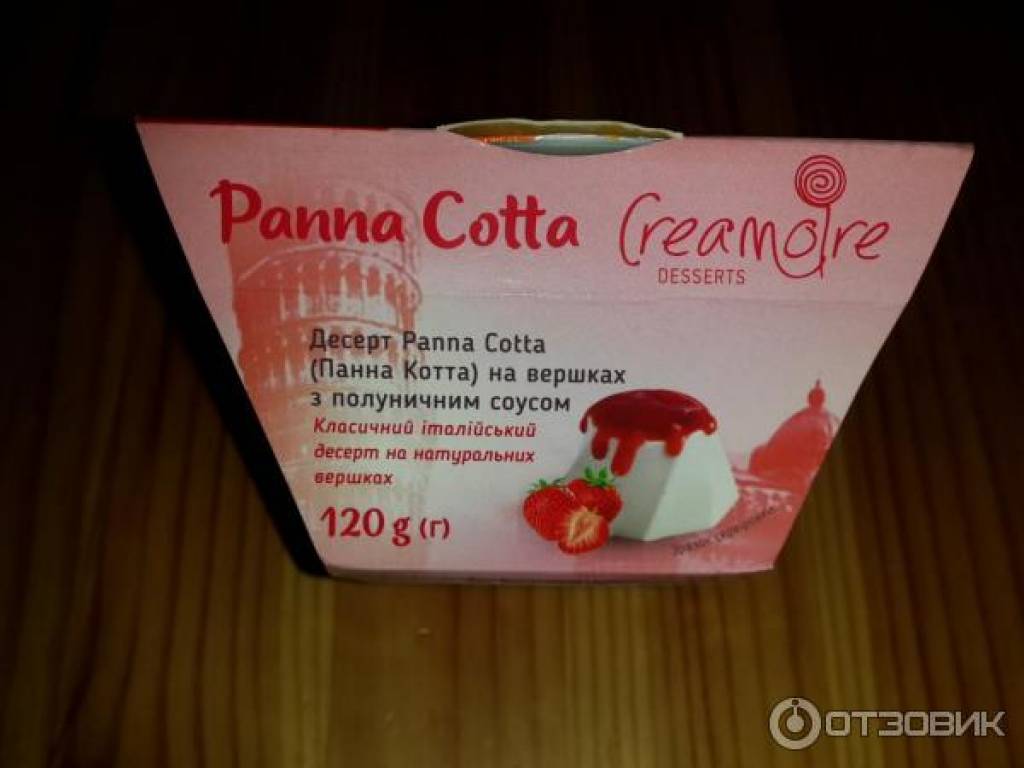 Panna Cotta
Creamoire
DESSERTS
Десерт Panna Cotta
(Панна Котта) на вершках
з полуничним соусом
Класичний італійський
десерт на натуральних
вершках
120 g (г)
ОТЗОВИК